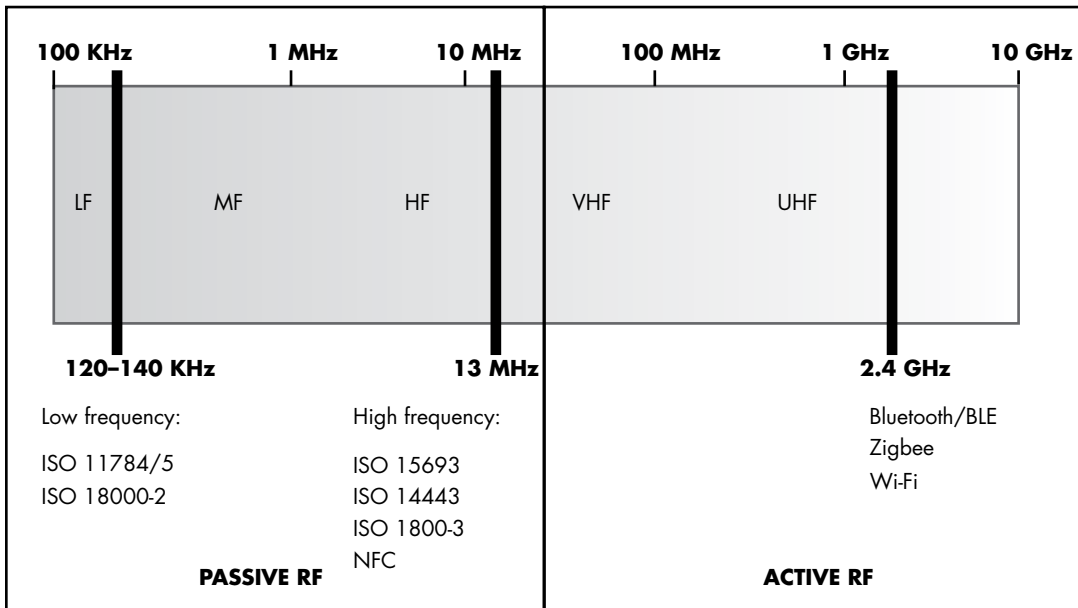 100 KHz 1 MHz 10 MHz 100 MHz 1 GHz 10 GHz
LF MF HF VHF UHF
120–140 KHz 13 MHz 2.4 GHz
Low frequency:
ISO 11784/5
ISO 18000-2
High frequency:
ISO 15693
ISO 14443
ISO 1800-3
NFC
Bluetooth/BLE
Zigbee
Wi-Fi
PASSIVE RF ACTIVE RF